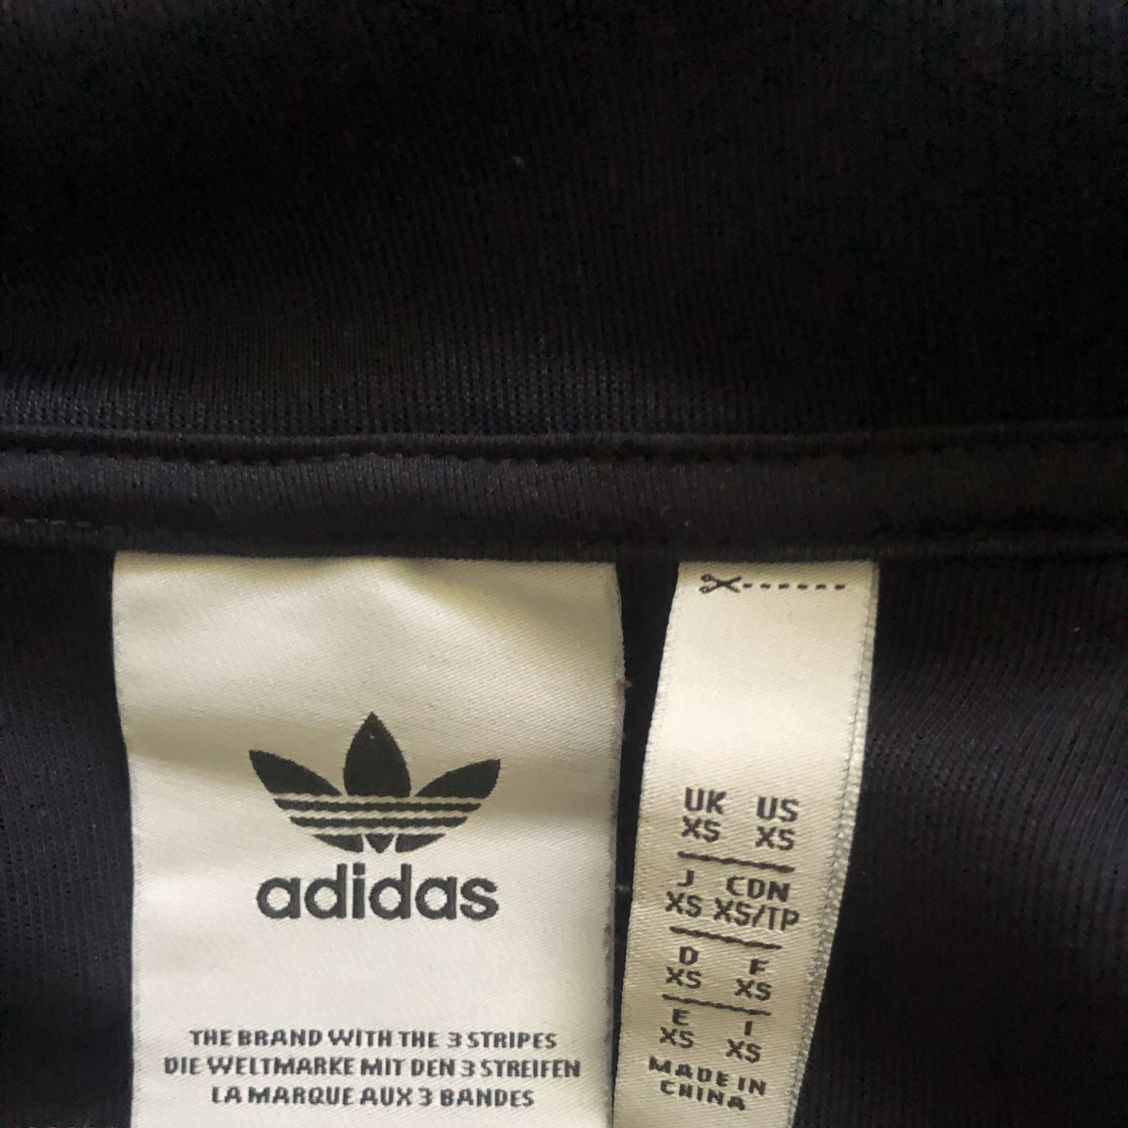 adidas
THE BRAND WITH THE 3 STRIPES
DIE WELTMARKE MIT DEN 3 STREIFEN
LA MARQUE AUX 3 BANDES
UK US
XS XS
J CDN
XS XS/TP
D F
XS XS
E I
XS XS
MADE IN
CHINA